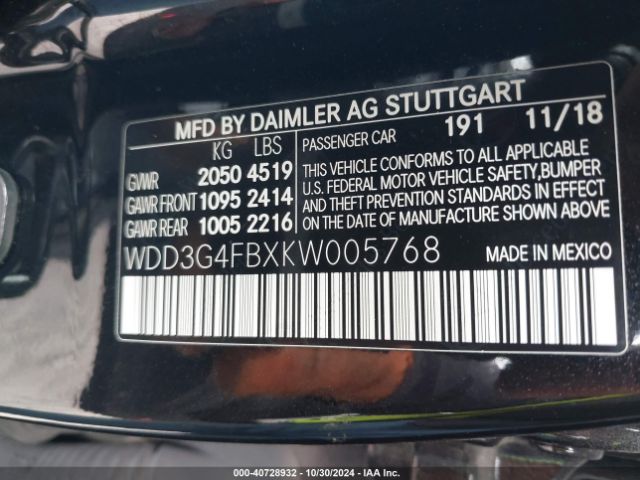 MFD BY DAIMLER AG STUTTGART
KG LBS
GVWR 2050 4519
GAWR FRONT 1095 2414
GAWR REAR 1005 2216
PASSENGER CAR 191 11/18
THIS VEHICLE CONFORMS TO ALL APPLICABLE
U.S. FEDERAL MOTOR VEHICLE SAFETY,BUMPER
AND THEFT PREVENTION STANDARDS IN EFFECT
ON THE DATE OF MANUFACTURE SHOWN ABOVE
WDD3G4FBXKW005768
MADE IN MEXICO
000-40728932 - 10/30/2024 - IAA Inc.